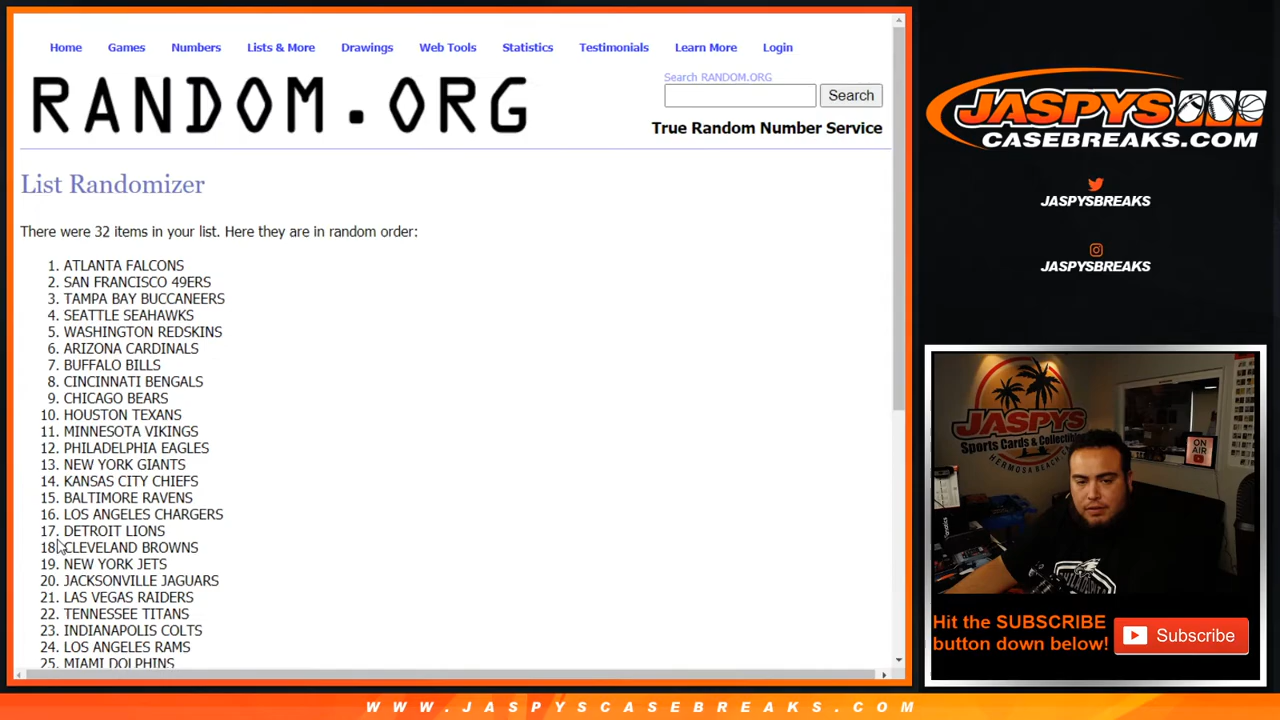 Home Games Numbers Lists & More Drawings Web Tools Statistics Testimonials Learn More Login
RANDOM.ORG
Search RANDOM.ORG
Search
True Random Number Service
List Randomizer
There were 32 items in your list. Here they are in random order:
1. ATLANTA FALCONS
2. SAN FRANCISCO 49ERS
3. TAMPA BAY BUCCANEERS
4. SEATTLE SEAHAWKS
5. WASHINGTON REDSKINS
6. ARIZONA CARDINALS
7. BUFFALO BILLS
8. CINCINNATI BENGALS
9. CHICAGO BEARS
10. HOUSTON TEXANS
11. MINNESOTA VIKINGS
12. PHILADELPHIA EAGLES
13. NEW YORK GIANTS
14. KANSAS CITY CHIEFS
15. BALTIMORE RAVENS
16. LOS ANGELES CHARGERS
17. DETROIT LIONS
18. CLEVELAND BROWNS
19. NEW YORK JETS
20. JACKSONVILLE JAGUARS
21. LAS VEGAS RAIDERS
22. TENNESSEE TITANS
23. INDIANAPOLIS COLTS
24. LOS ANGELES RAMS
25. MIAMI DOLPHINS
JASPYS
CASEBREAKS.COM
JASPYSBREAKS
JASPYSBREAKS
JASPYS
Sports Cards & Collectibles
HERMOSA BEACH,
ON AIR
Hit the SUBSCRIBE
button down below!
Subscribe
WWW.JASPYSCASEBREAKS.COM